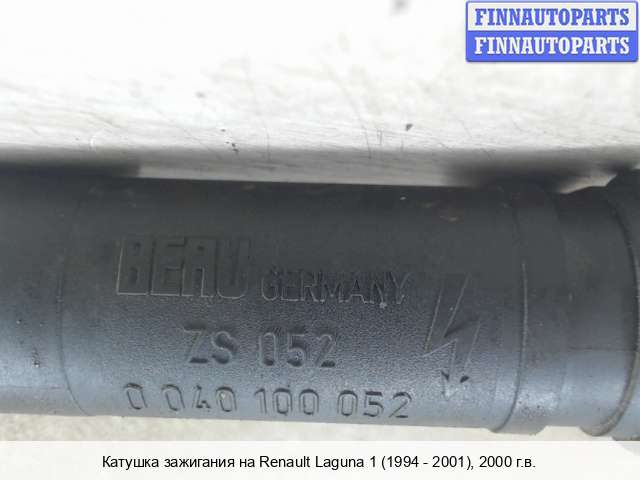 FINNAUTOPARTS
FINNAUTOPARTS
BERU GERMANY
ZS 052
0 040 100 052
Катушка зажигания на Renault Laguna 1 (1994 - 2001), 2000 г.в.